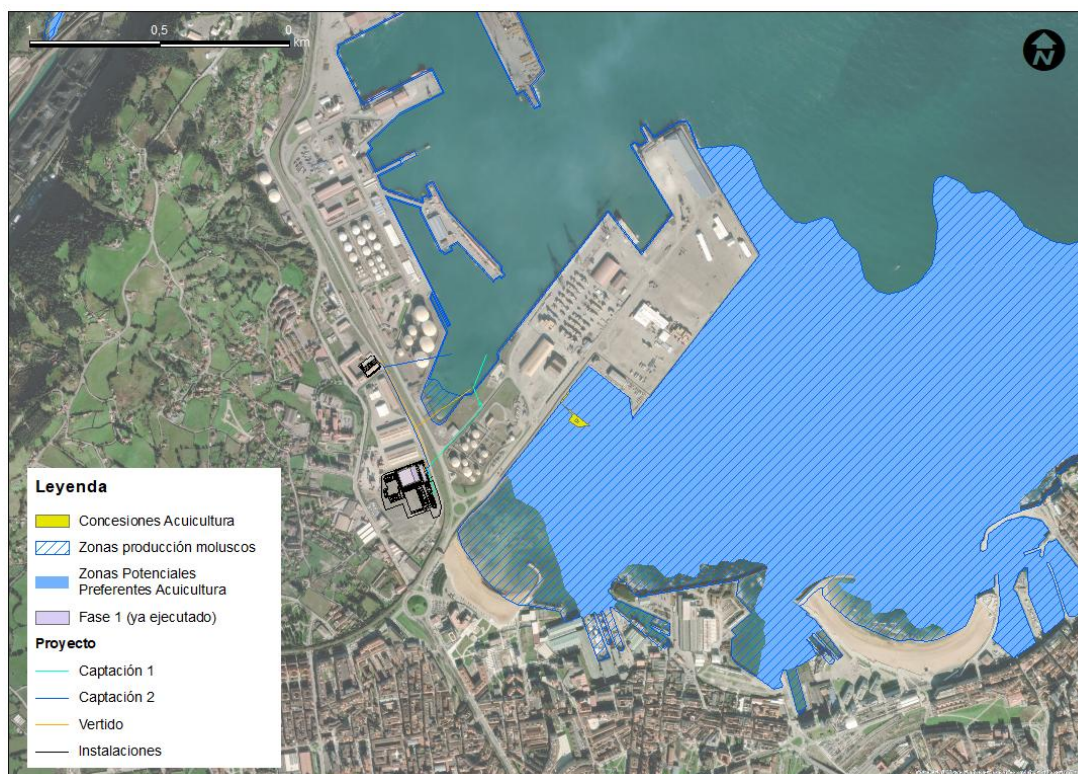 1 0,5 0
km
N
Leyenda
Concesiones Acuicultura
Zonas producción moluscos
Zonas Potenciales
Preferentes Acuicultura
Fase 1 (ya ejecutado)
Proyecto
Captación 1
Captación 2
Vertido
Instalaciones